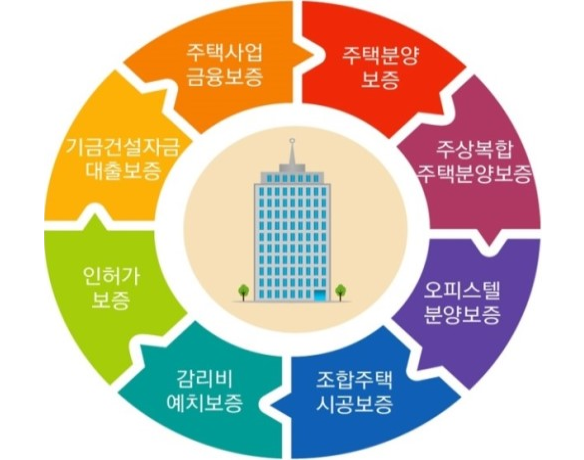 주택사업
금융보증
주택분양
보증
주상복합
주택분양보증
오피스텔
분양보증
조합주택
시공보증
감리비
예치보증
인허가
보증
기금건설자금
대출보증